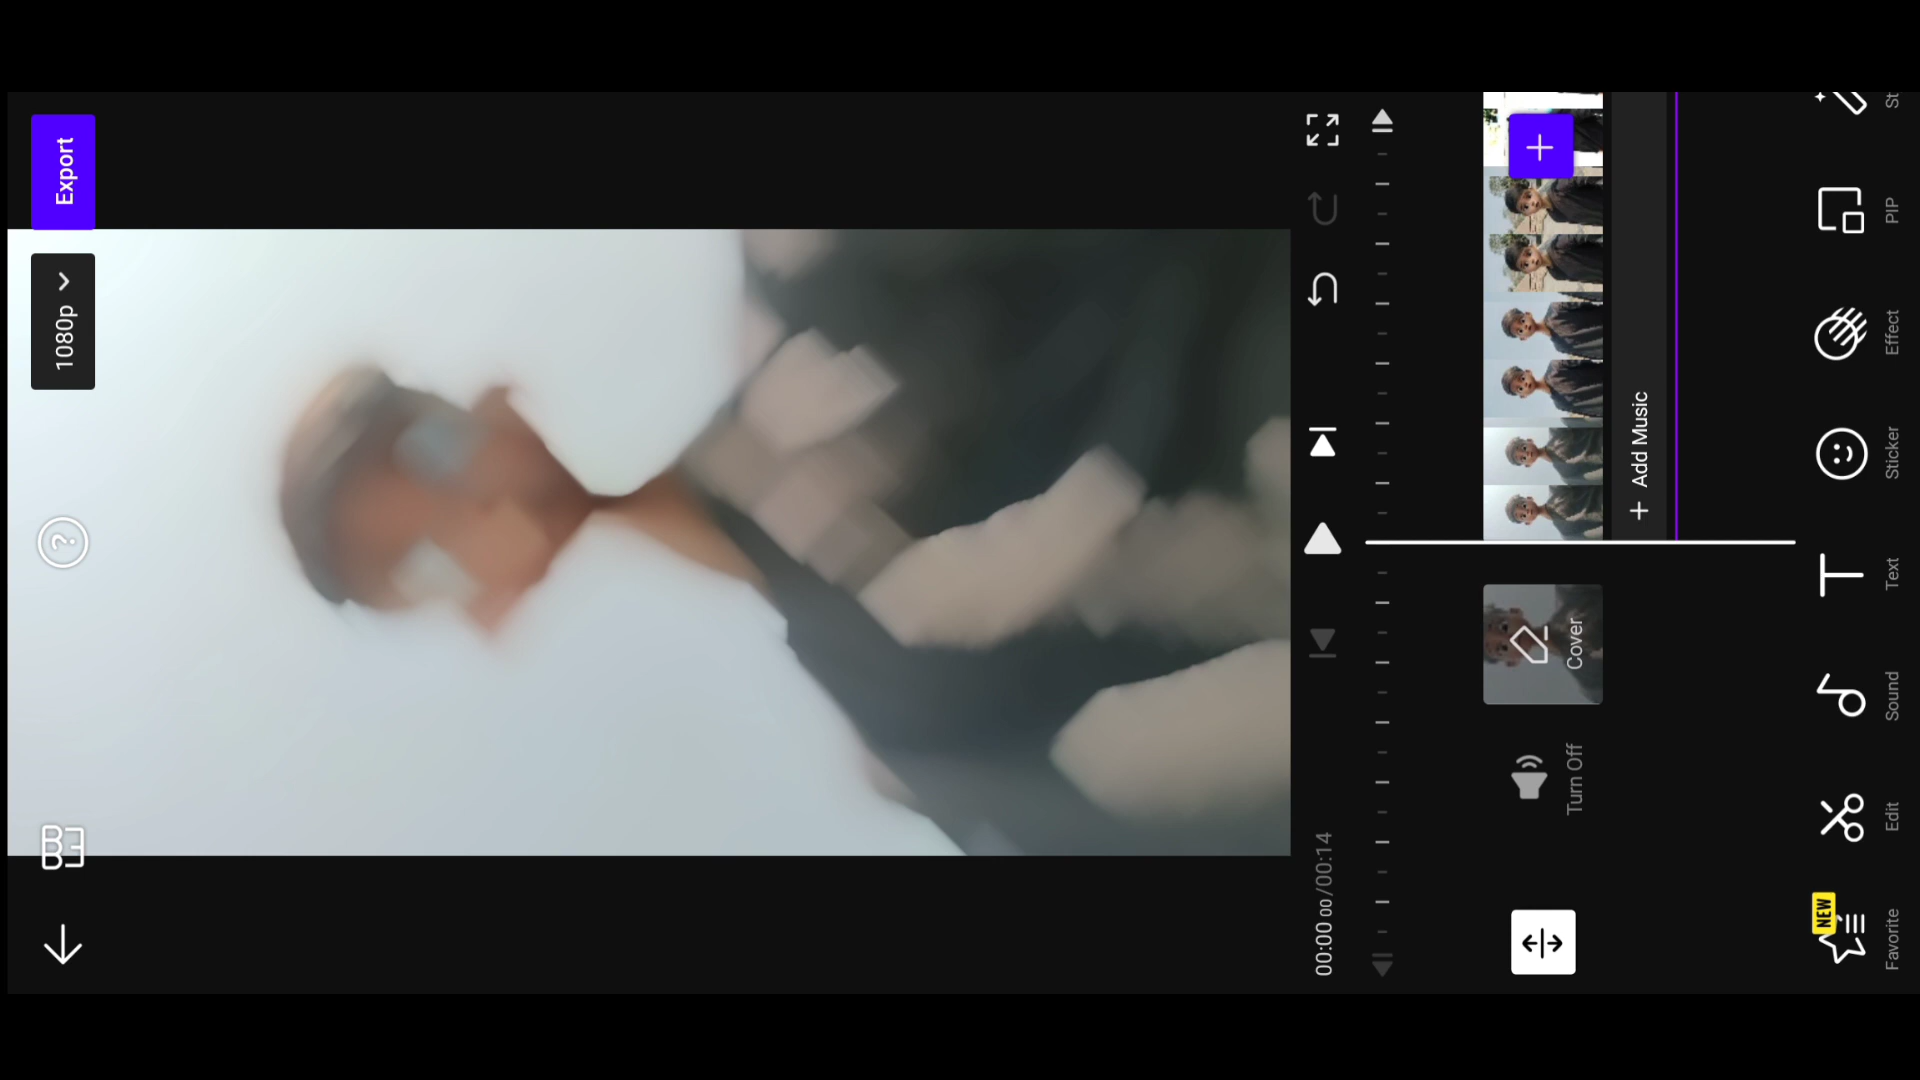 Export
1080p
00:00 00/00:14
NEW
Turn Off
Cover
+ Add Music
Favorite
Edit
Sound
Text
Sticker
Effect
PIP
St